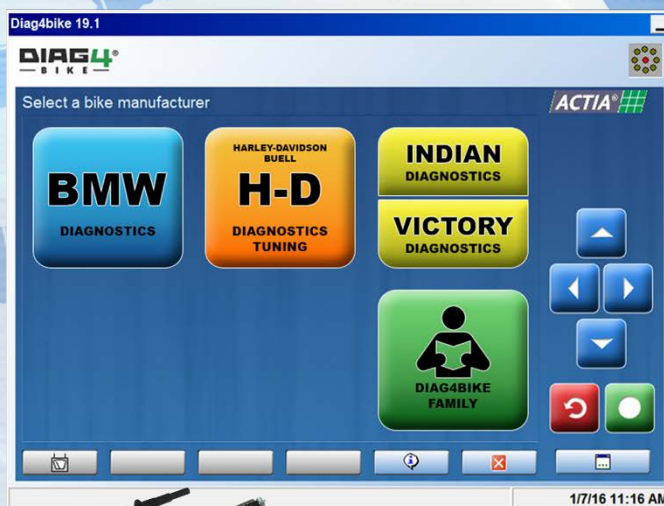 Diag4bike 19.1
DIAG4®
BIKE
Select a bike manufacturer
ACTIA®
BMW
DIAGNOSTICS
HARLEY-DAVIDSON
BUELL
H-D
DIAGNOSTICS
TUNING
INDIAN
DIAGNOSTICS
VICTORY
DIAGNOSTICS
DIAG4BIKE
FAMILY
1/7/16 11:16 AM